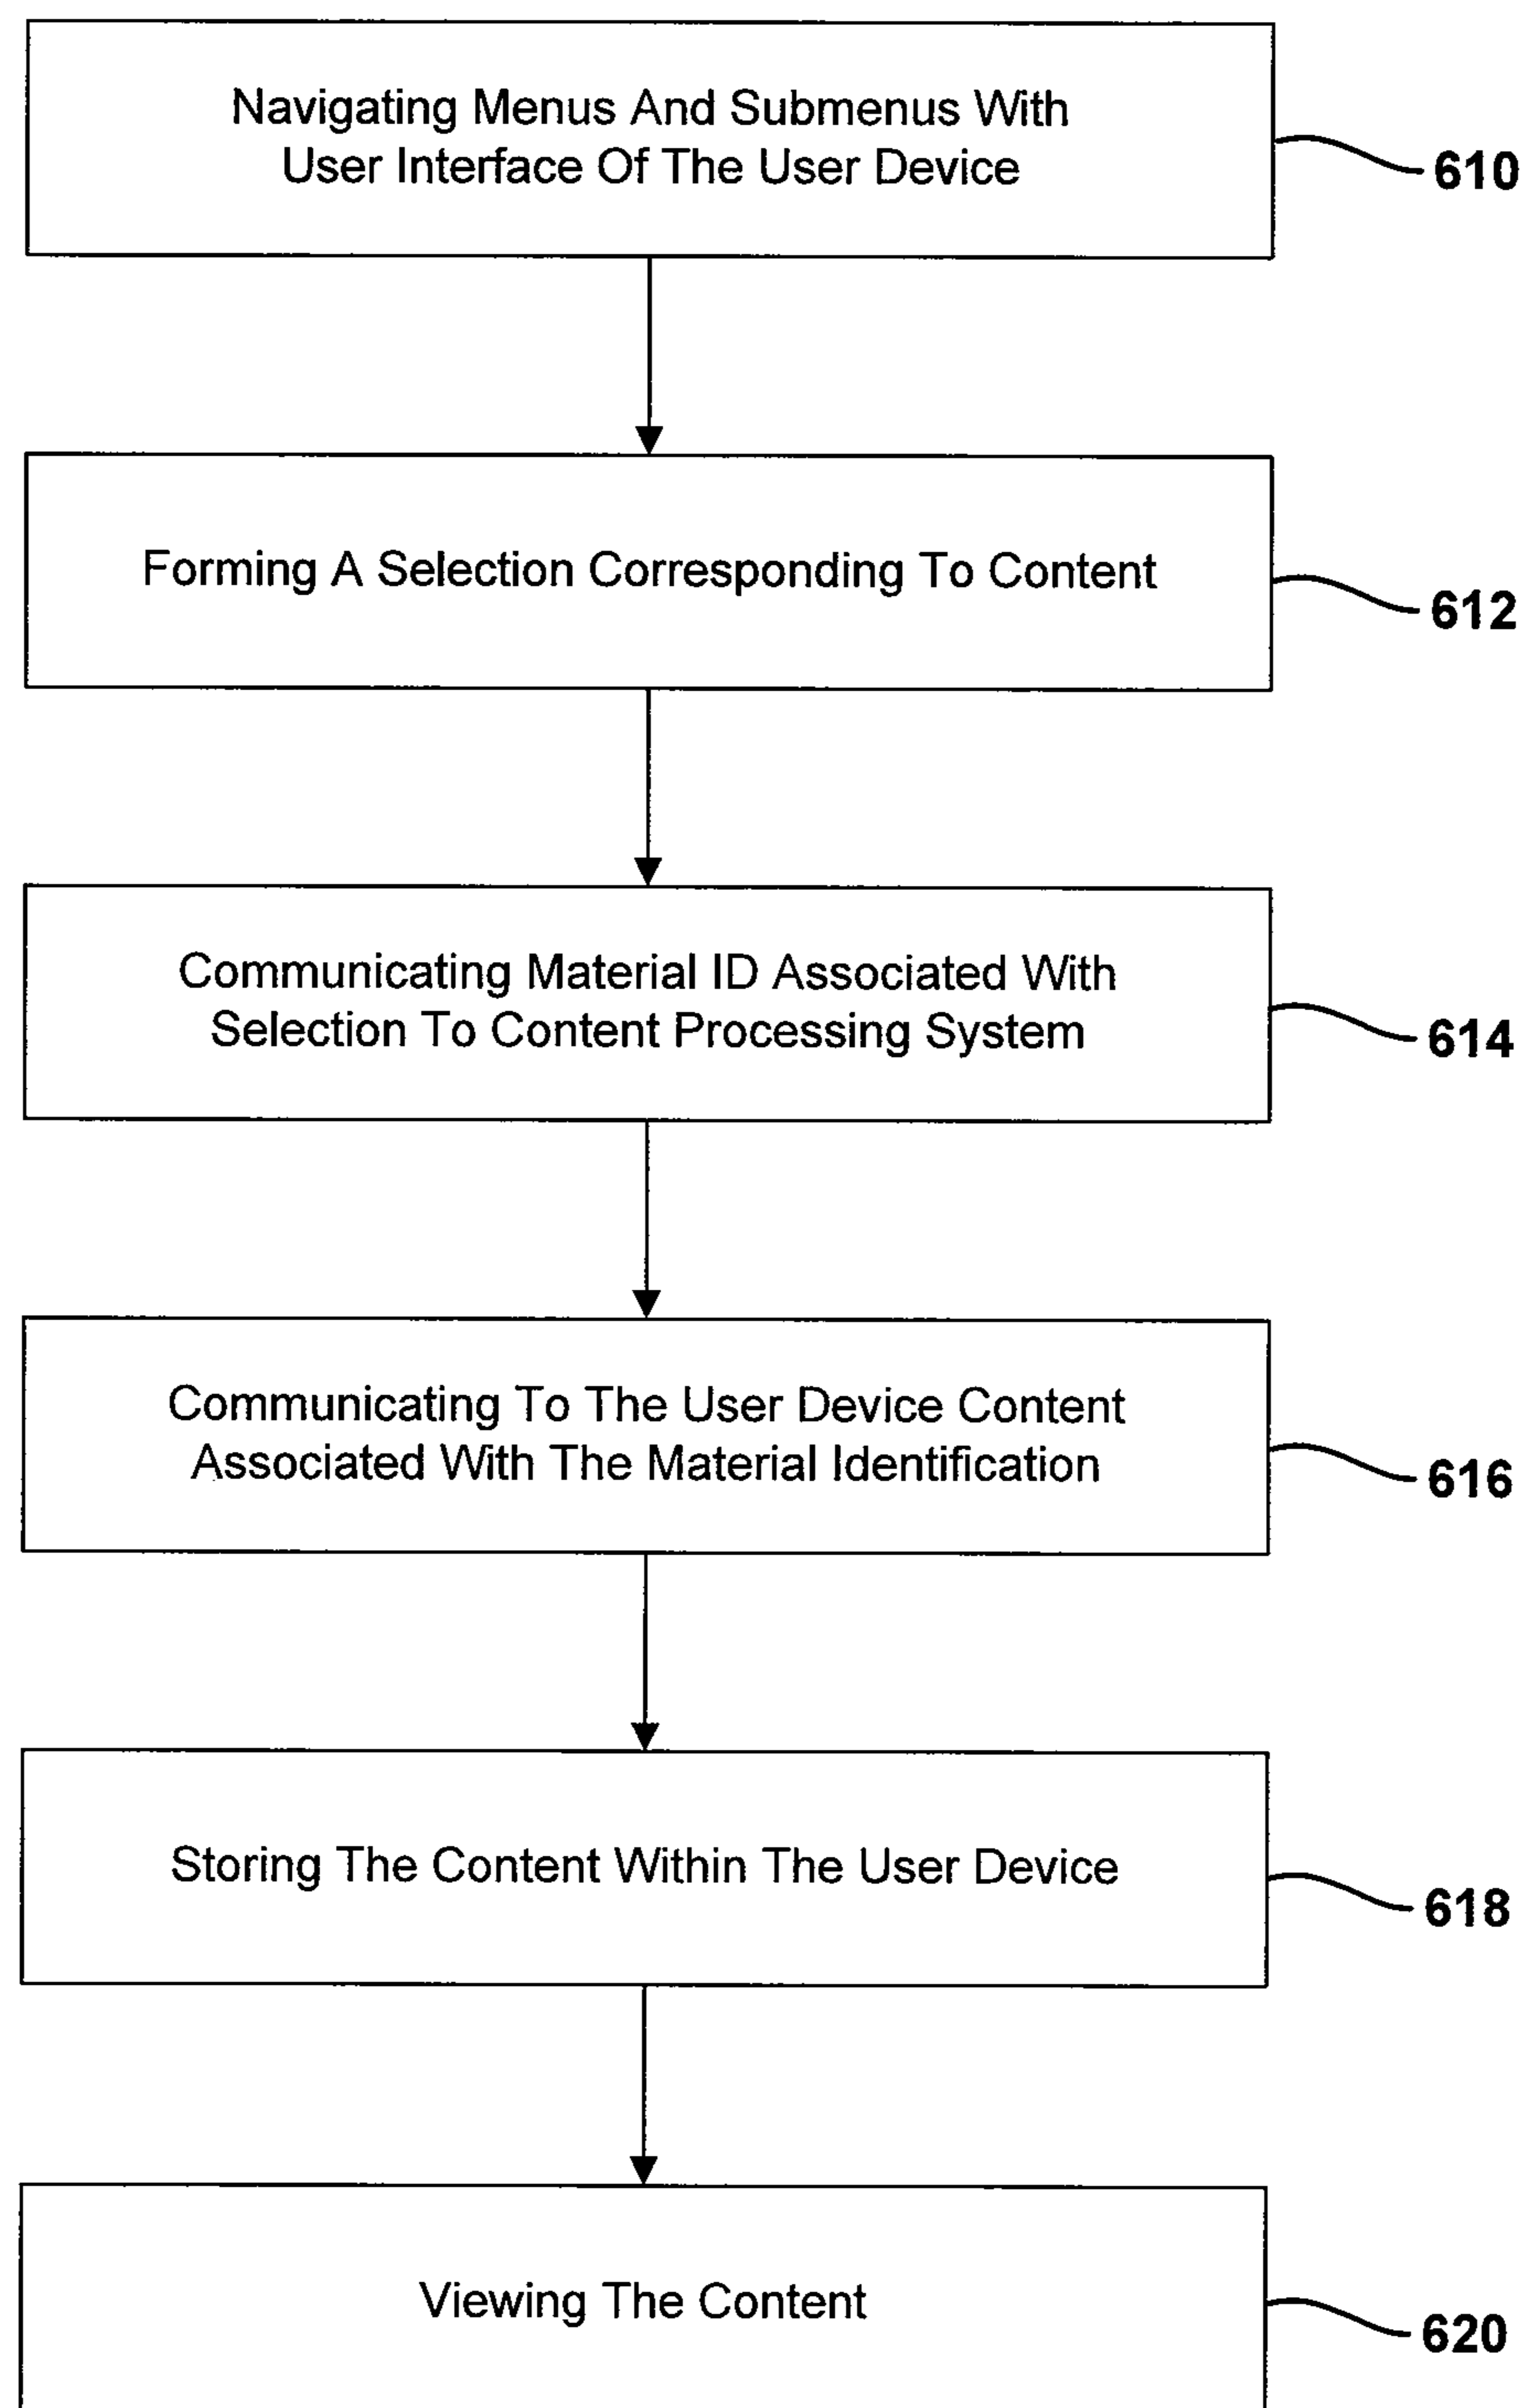 Navigating Menus And Submenus With
User Interface Of The User Device
610
Forming A Selection Corresponding To Content
612
Communicating Material ID Associated With
Selection To Content Processing System
614
Communicating To The User Device Content
Associated With The Material Identification
616
Storing The Content Within The User Device
618
Viewing The Content
620